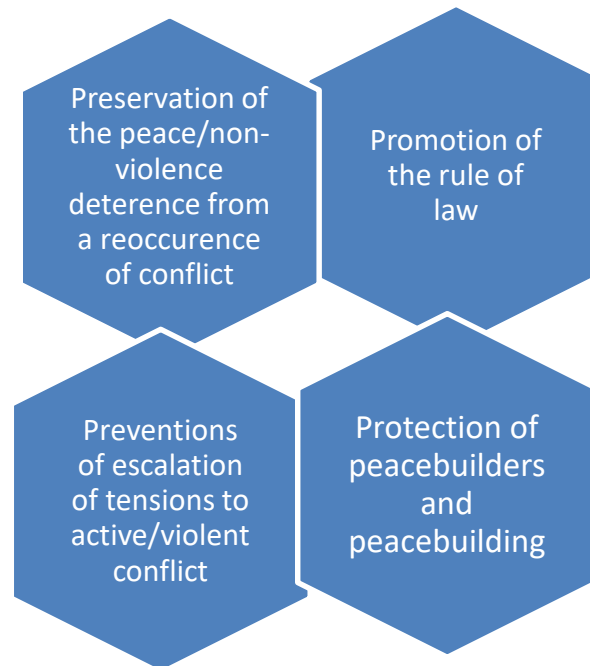 Preservation of
the peace/non-
violence
deterence from
a reoccurence
of conflict
Promotion of
the rule of
law
Preventions
of escalation
of tensions to
active/violent
conflict
Protection of
peacebuilders
and
peacebuilding